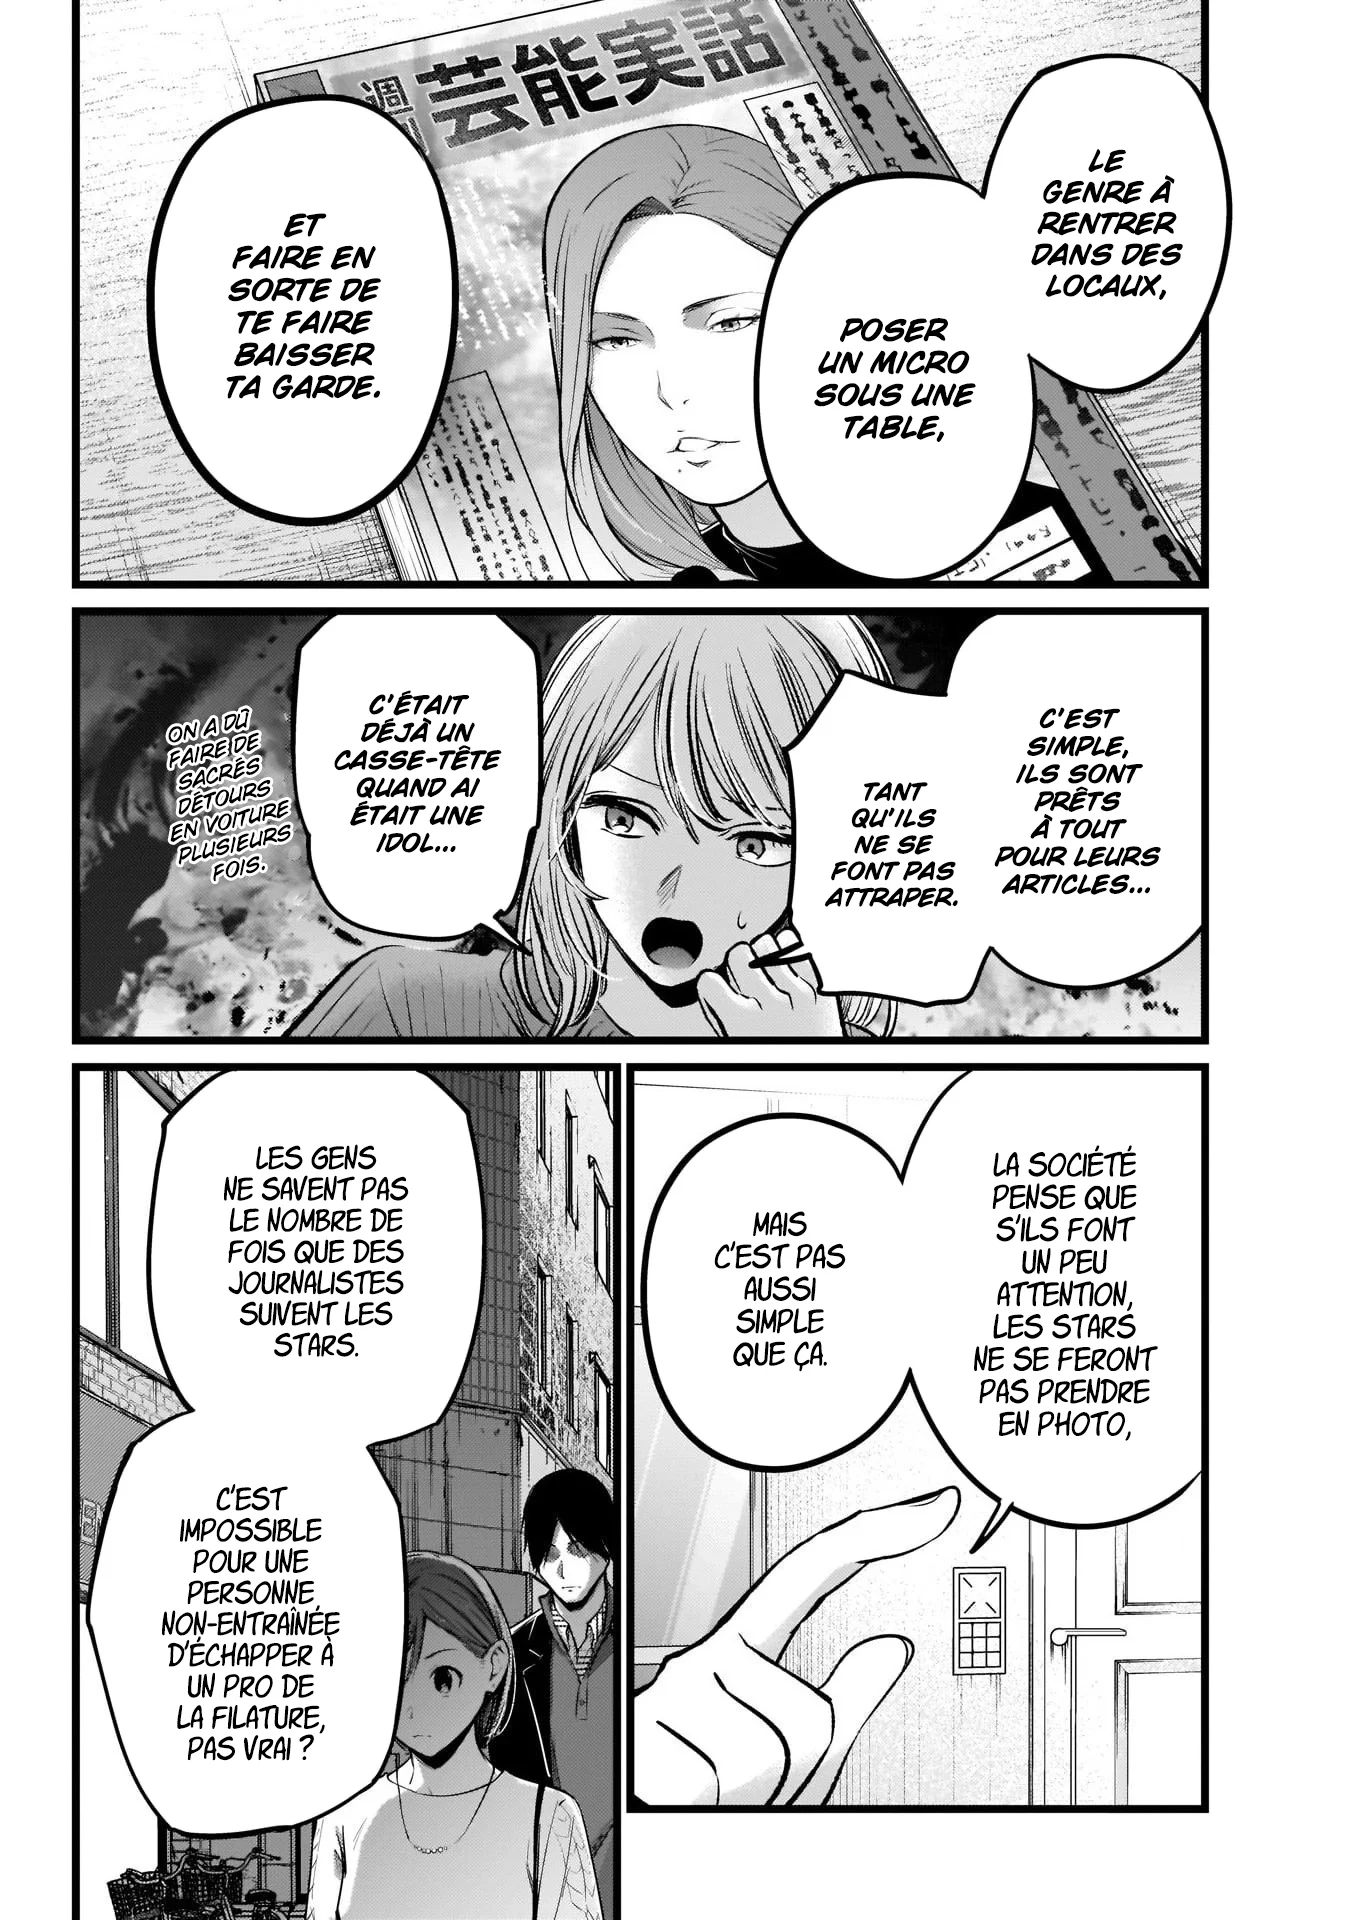 週刊
芸能実話
LE
GENRE À
RENTRER
DANS DES
LOCAUX,
POSER
UN MICRO
SOUS UNE
TABLE,
ET
FAIRE EN
SORTE DE
TE FAIRE
BAISSER
TA GARDE.
C'EST
SIMPLE,
ILS SONT
PRÊTS
À TOUT
POUR LEURS
ARTICLES...
TANT
QU'ILS
NE SE
FONT PAS
ATTRAPER.
C'ÉTAIT
DÉJÀ UN
CASSE-TÊTE
QUAND AI
ÉTAIT UNE
IDOL...
ON A DÛ
FAIRE DE
SACRÉS
DÉTOURS
EN VOITURE
PLUSIEURS
FOIS.
LA SOCIÉTÉ
PENSE QUE
S'ILS FONT
UN PEU
ATTENTION,
LES STARS
NE SE FERONT
PAS PRENDRE
EN PHOTO,
MAIS
C'EST PAS
AUSSI
SIMPLE
QUE ÇA.
LES GENS
NE SAVENT PAS
LE NOMBRE DE
FOIS QUE DES
JOURNALISTES
SUIVENT LES
STARS.
C'EST
IMPOSSIBLE
POUR UNE
PERSONNE
NON-ENTRAÎNÉE
D'ÉCHAPPER À
UN PRO DE
LA FILATURE,
PAS VRAI ?